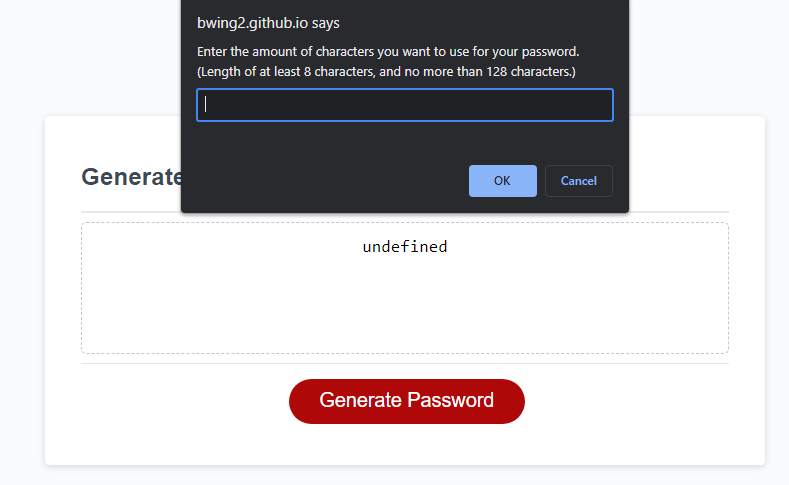 bwing2.github.io says
Enter the amount of characters you want to use for your password.
(Length of at least 8 characters, and no more than 128 characters.)
OK
Cancel
Generate
undefined
Generate Password